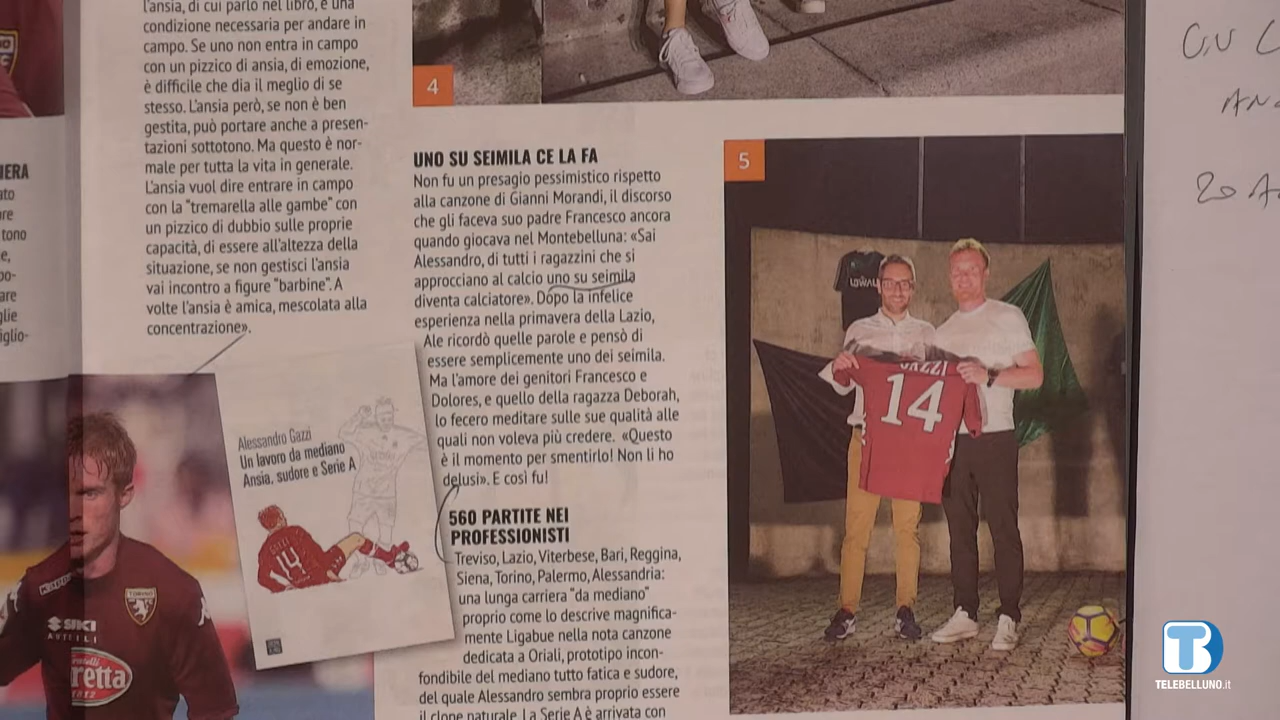 l'ansia, di cui parlo nel libro, è una
condizione necessaria per andare in
campo. Se uno non entra in campo
con un pizzico di ansia, di emozione,
è difficile che dia il meglio di se
stesso. L'ansia però, se non è ben
gestita, può portare anche a presen-
tazioni sottotono. Ma questo è nor-
male per tutta la vita in generale.
L'ansia vuol dire entrare in campo
con la "tremarella alle gambe" con
un pizzico di dubbio sulle proprie
capacità, di essere all'altezza della
situazione, se non gestisci l'ansia
vai incontro a figure "barbine". A
volte l'ansia è amica, mescolata alla
concentrazione».
Alessandro Gazzi
Un lavoro da mediano
Ansia, sudore e Serie A
GAZZI
14
Kappa
SUZUKI
TORINO
Beretta
1812
4
UNO SU SEIMILA CE LA FA
Non fu un presagio pessimistico rispetto
alla canzone di Gianni Morandi, il discorso
che gli faceva suo padre Francesco ancora
quando giocava nel Montebelluna: «Sai
Alessandro, di tutti i ragazzini che si
approcciano al calcio uno su seimila
diventa calciatore». Dopo la infelice
esperienza nella primavera della Lazio,
Ale ricordò quelle parole e pensò di
essere semplicemente uno dei seimila.
Ma l'amore dei genitori Francesco e
Dolores, e quello della ragazza Deborah,
lo fecero meditare sulle sue qualità alle
quali non voleva più credere. «Questo
è il momento per smentirlo! Non li ho
delusi». E così fu!
560 PARTITE NEI
PROFESSIONISTI
Treviso, Lazio, Viterbese, Bari, Reggina,
Siena, Torino, Palermo, Alessandria:
una lunga carriera "da mediano"
proprio come lo descrive magnifica-
mente Ligabue nella nota canzone
dedicata a Oriali, prototipo incon-
fondibile del mediano tutto fatica e sudore,
del quale Alessandro sembra proprio essere
il clone naturale. La Serie A è arrivata con
5
GAZZI
14
TELEBELLUNO.it